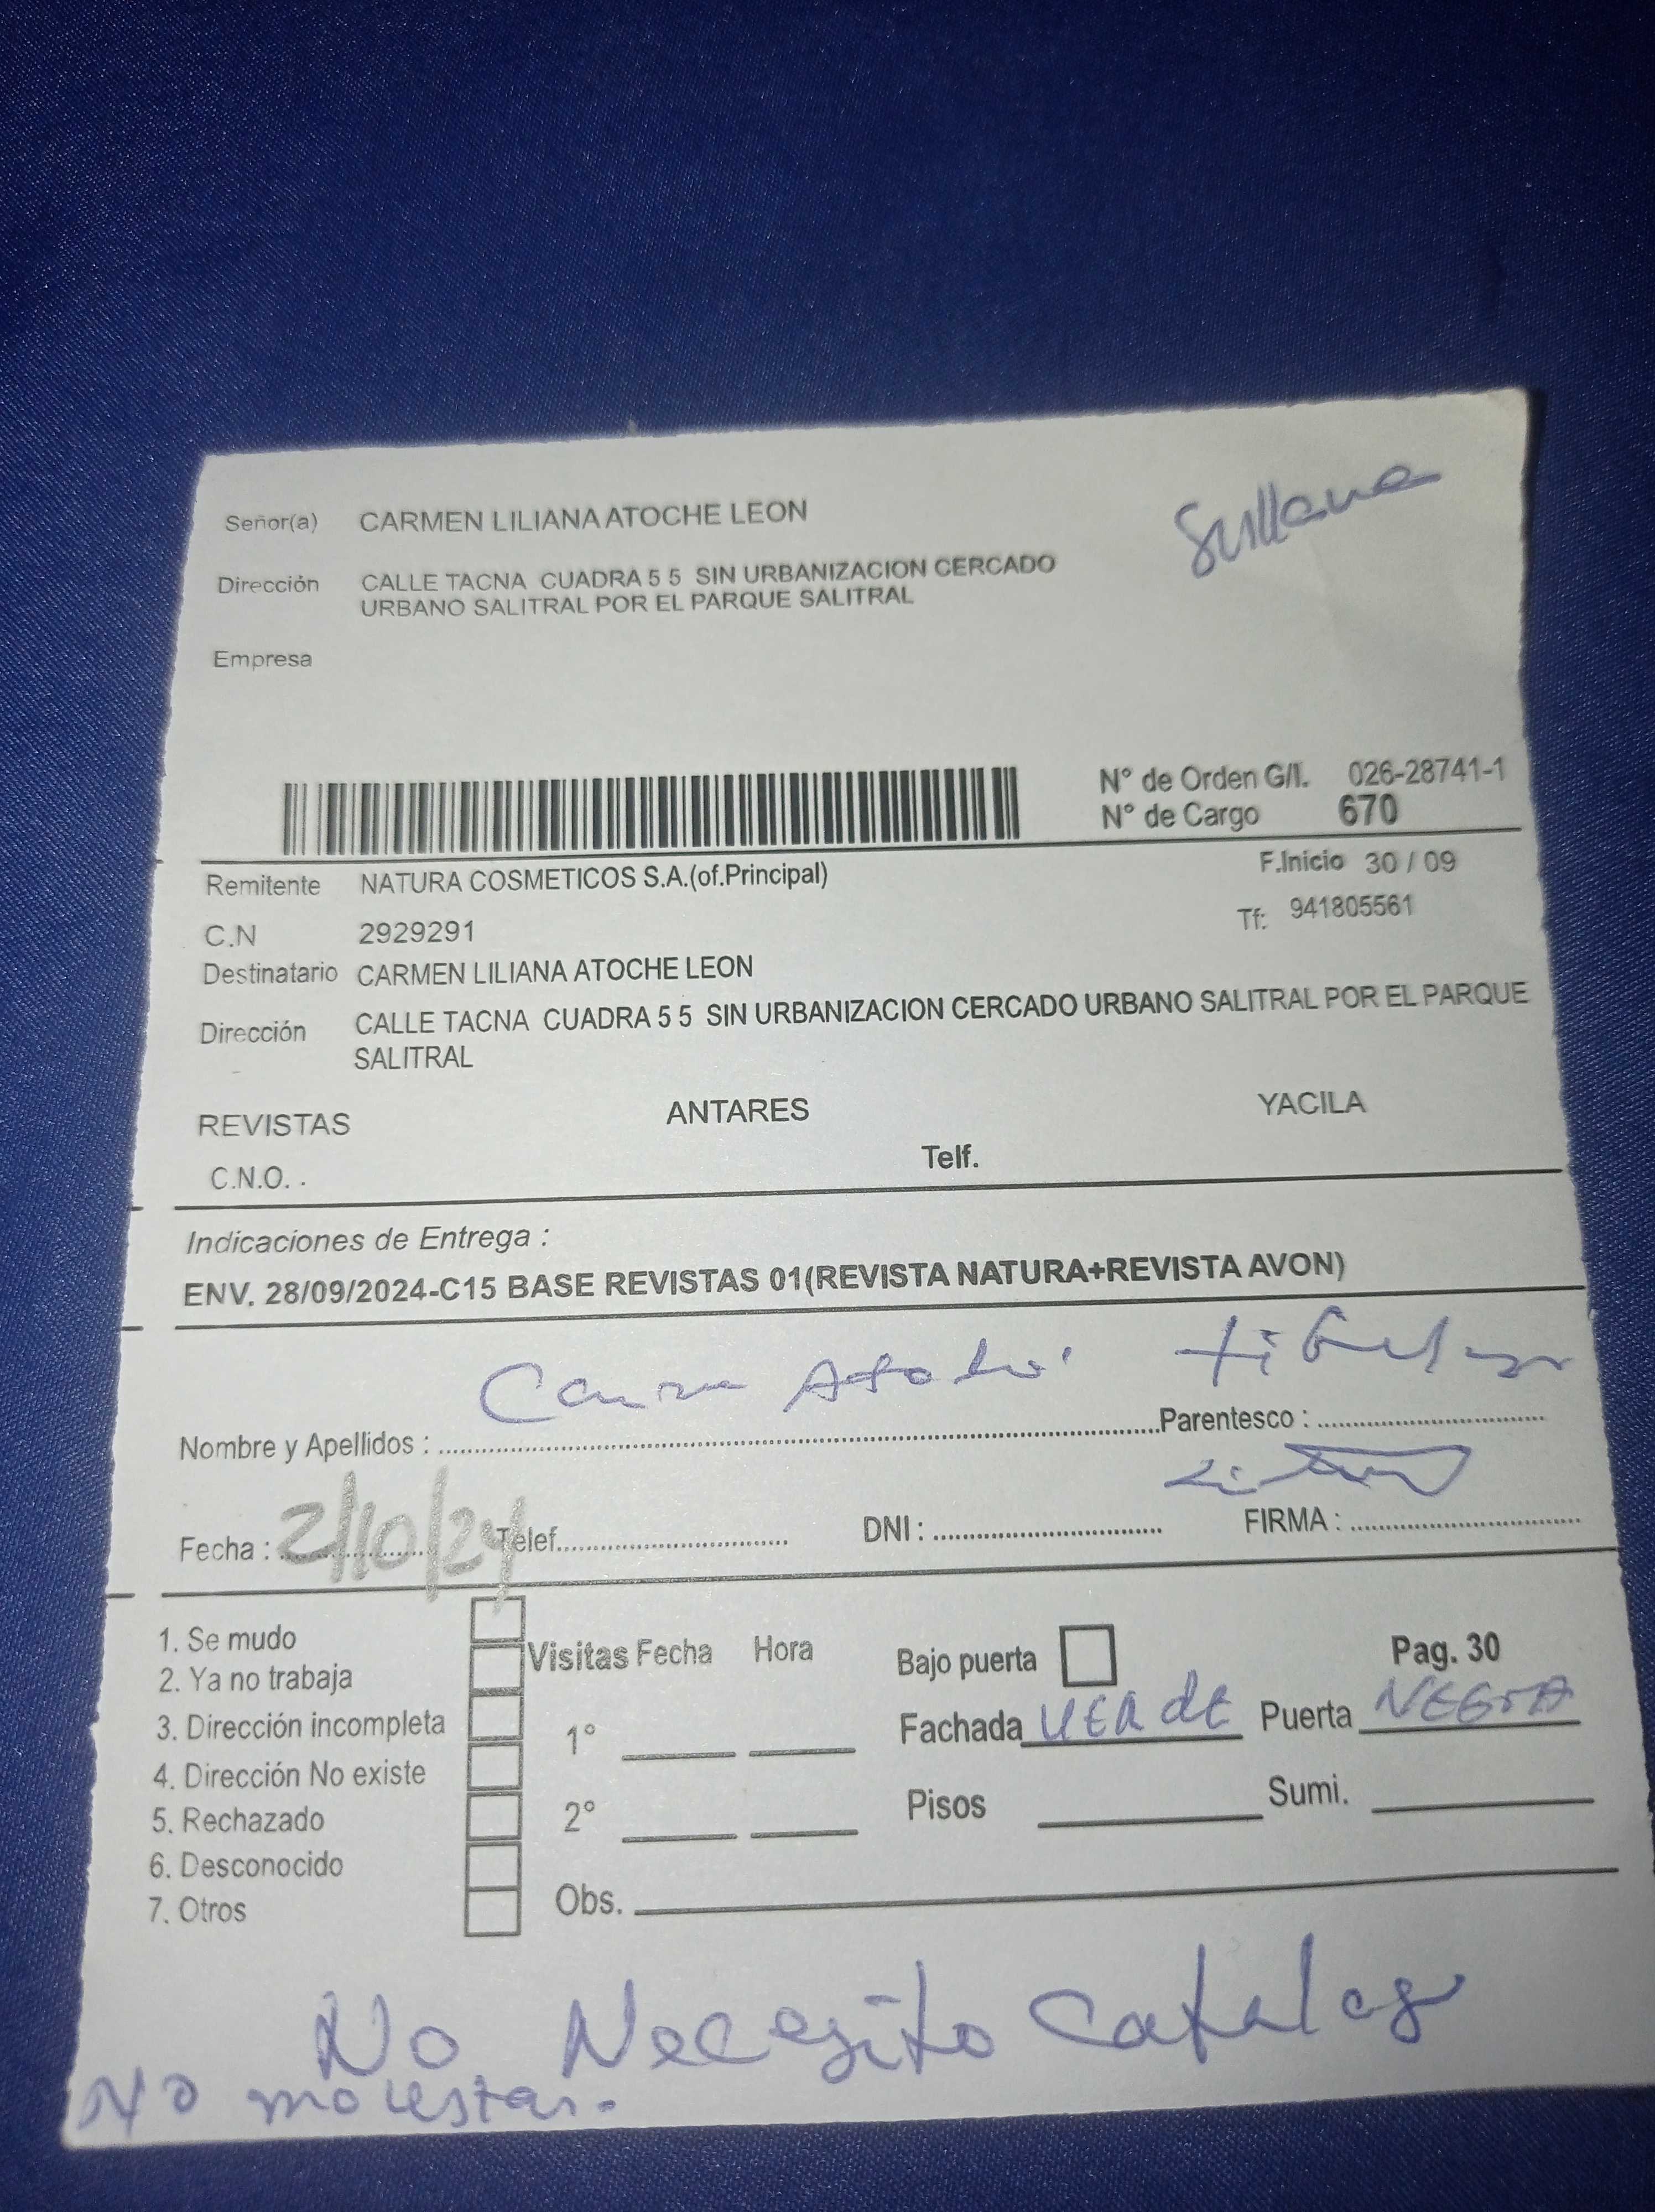 Sullana
Señor(a) CARMEN LILIANA ATOCHE LEON
Dirección CALLE TACNA CUADRA 5 5 SIN URBANIZACION CERCADO
URBANO SALITRAL POR EL PARQUE SALITRAL
Empresa
N° de Orden G/I. 026-28741-1
N° de Cargo 670
Remitente NATURA COSMETICOS S.A.(of.Principal) F.Inicio 30 / 09
C.N 2929291 Tf: 941805561
Destinatario CARMEN LILIANA ATOCHE LEON
Dirección CALLE TACNA CUADRA 5 5 SIN URBANIZACION CERCADO URBANO SALITRAL POR EL PARQUE
SALITRAL
REVISTAS ANTARES YACILA
C.N.O. . Telf.
Indicaciones de Entrega :
ENV. 28/09/2024-C15 BASE REVISTAS 01(REVISTA NATURA+REVISTA AVON)
Nombre y Apellidos : Parentesco :
Fecha : 2/10/24 Telef. DNI : FIRMA :
1. Se mudo
2. Ya no trabaja
3. Dirección incompleta
4. Dirección No existe
5. Rechazado
6. Desconocido
7. Otros
Visitas Fecha Hora
1°
2°
Bajo puerta Pag. 30
Fachada VERDE Puerta NEGRA
Pisos Sumi.
Obs.
No Necesito Catalogo
No molestar.